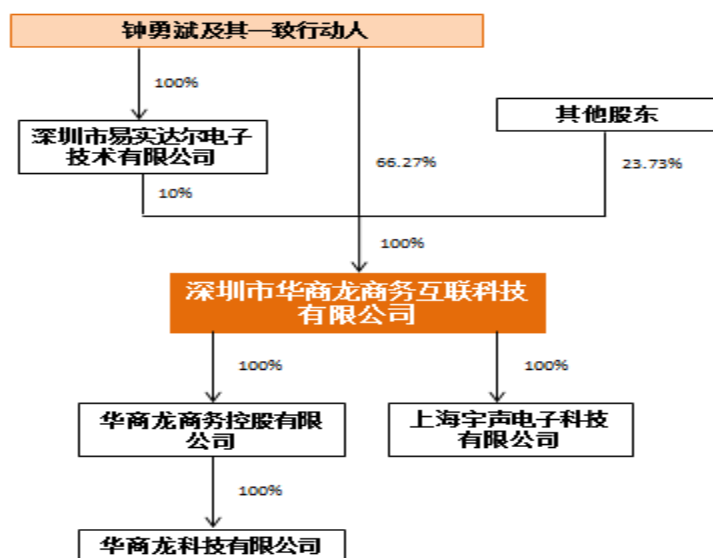 钟勇斌及其一致行动人
100%
其他股东
深圳市易实达尔电子
技术有限公司
66.27%
23.73%
10%
100%
深圳市华商龙商务互联科技
有限公司
100%
100%
华商龙商务控股有限
公司
上海宇声电子科技
有限公司
100%
华商龙科技有限公司